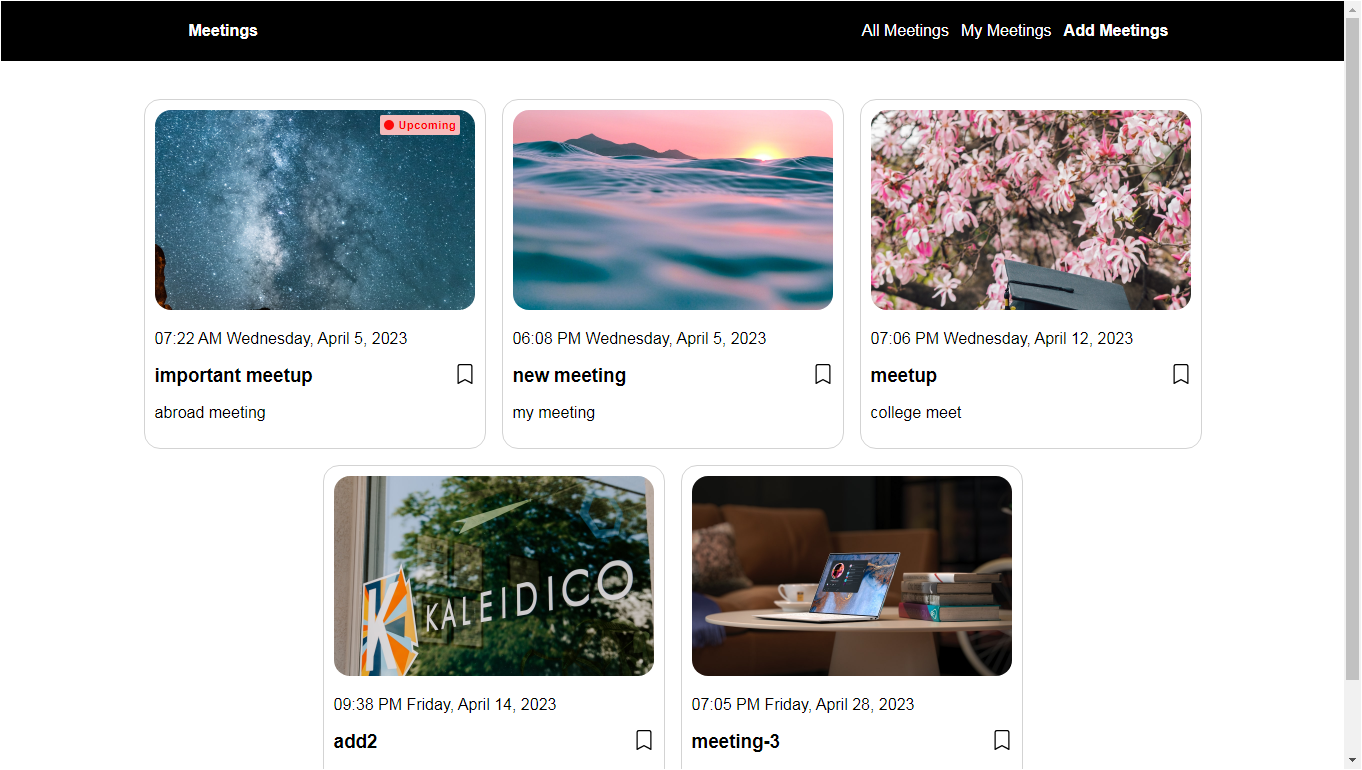 Meetings
All Meetings My Meetings Add Meetings
Upcoming
07:22 AM Wednesday, April 5, 2023
important meetup
abroad meeting
06:08 PM Wednesday, April 5, 2023
new meeting
my meeting
07:06 PM Wednesday, April 12, 2023
meetup
college meet
K KALEIDICO
09:38 PM Friday, April 14, 2023
add2
07:05 PM Friday, April 28, 2023
meeting-3